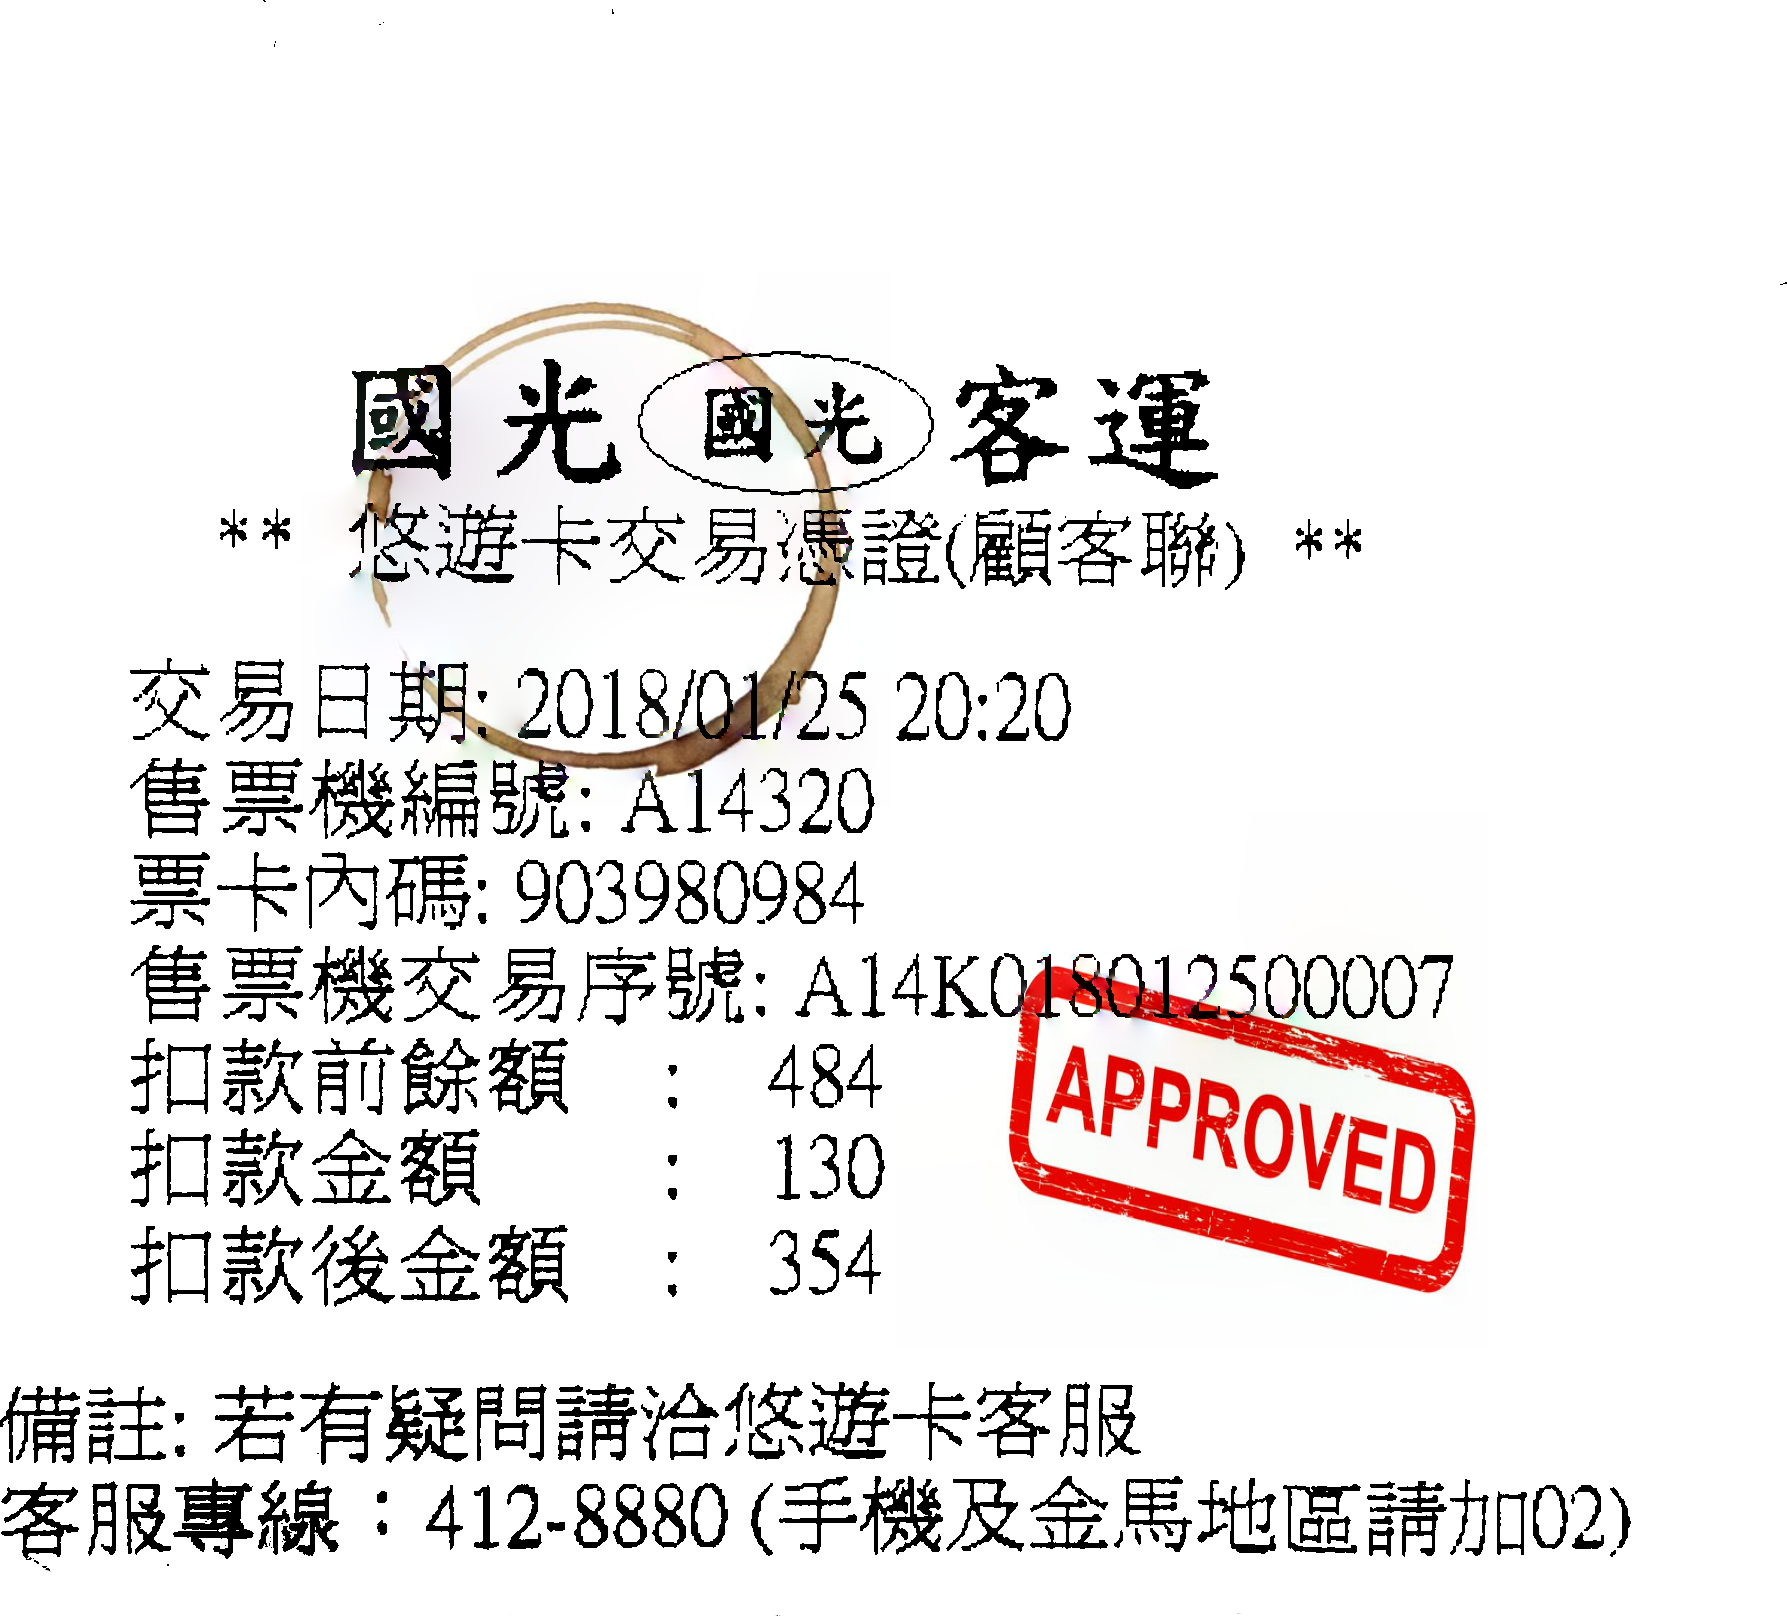 國光 國光 客運
** 悠遊卡交易憑證(顧客聯) **
交易日期: 2018/01/25 20:20
售票機編號: A14320
票卡內碼: 903980984
售票機交易序號: A14K018012500007
扣款前餘額 : 484
扣款金額 : 130
扣款後金額 : 354
APPROVED
備註: 若有疑問請洽悠遊卡客服
客服專線：412-8880 (手機及金馬地區請加02)